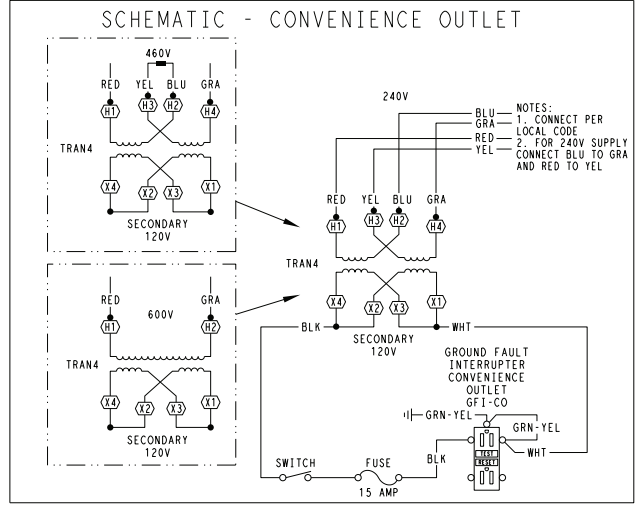 SCHEMATIC - CONVENIENCE OUTLET
460V
RED YEL BLU GRA
H1 H3 H2 H4
TRAN4
X4 X2 X3 X1
SECONDARY
120V
RED GRA
600V
H1 H2
TRAN4
X4 X2 X3 X1
SECONDARY
120V
240V
BLU
GRA
RED
YEL
NOTES:
1. CONNECT PER
LOCAL CODE
2. FOR 240V SUPPLY
CONNECT BLU TO GRA
AND RED TO YEL
RED YEL BLU GRA
H1 H3 H2 H4
TRAN4
X4 X2 X3 X1
BLK
WHT
SECONDARY
120V
GROUND FAULT
INTERRUPTER
CONVENIENCE
OUTLET
GFI-CO
GRN-YEL
GRN-YEL
WHT
BLK
TEST
RESET
SWITCH
FUSE
15 AMP